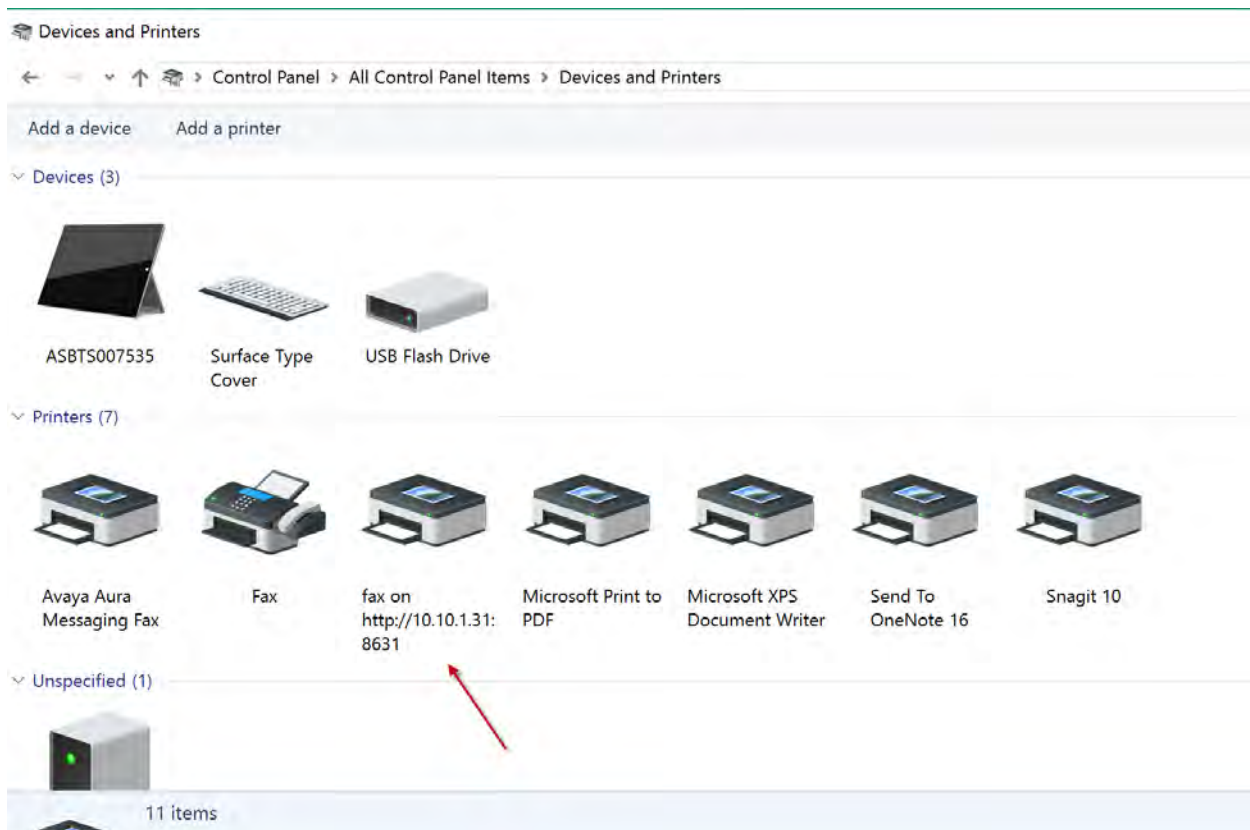 Devices and Printers
Control Panel > All Control Panel Items > Devices and Printers
Add a device Add a printer
Devices (3)
ASBTS007535
Surface Type
Cover
USB Flash Drive
Printers (7)
Avaya Aura
Messaging Fax
Fax
fax on
http://10.10.1.31:
8631
Microsoft Print to
PDF
Microsoft XPS
Document Writer
Send To
OneNote 16
Snagit 10
Unspecified (1)
11 items